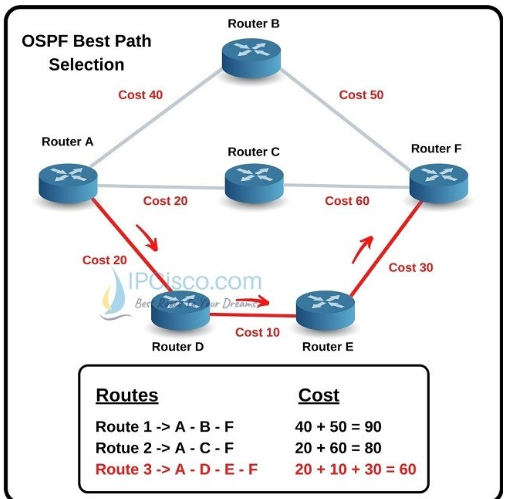 Router B
OSPF Best Path
Selection
Cost 40
Cost 50
Router A
Router C
Router F
Cost 20
Cost 60
Cost 20
IPCisco.com
Best Route To Your Dreams
Cost 30
Cost 10
Router D
Router E
Routes Cost
Route 1 -> A - B - F 40 + 50 = 90
Rotue 2 -> A - C - F 20 + 60 = 80
Route 3 -> A - D - E - F 20 + 10 + 30 = 60